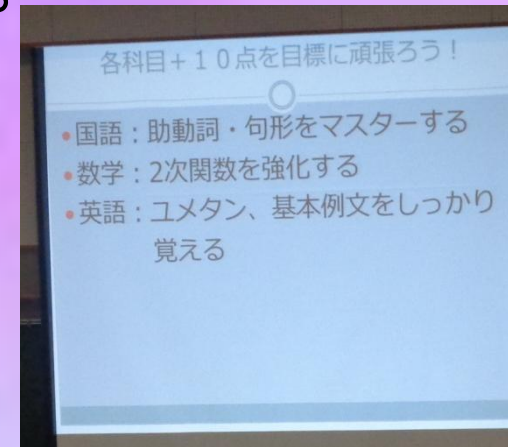 各科目+10点を目標に頑張ろう!
•国語:助動詞・句形をマスターする
•数学:2次関数を強化する
•英語:ユメタン、基本例文をしっかり
覚える